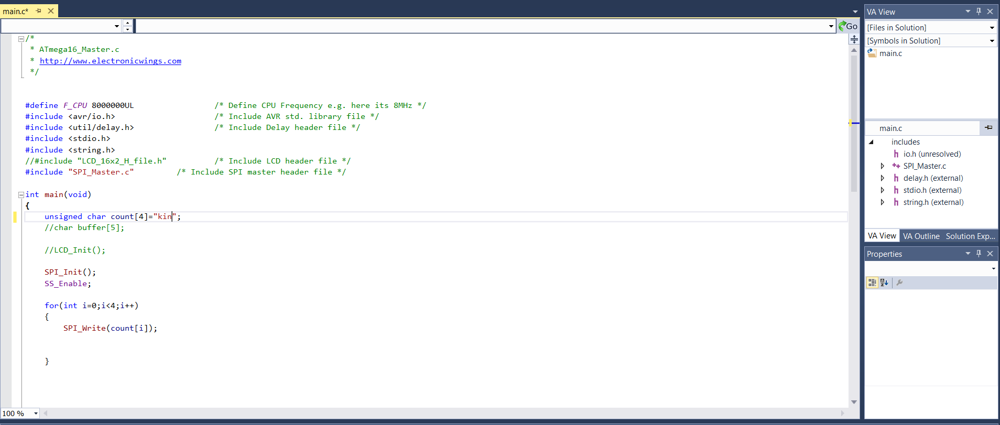 main.c*
Go
/*
* ATmega16_Master.c
* http://www.electronicwings.com
*/
#define F_CPU 8000000UL /* Define CPU Frequency e.g. here its 8MHz */
#include <avr/io.h> /* Include AVR std. library file */
#include <util/delay.h> /* Include Delay header file */
#include <stdio.h>
#include <string.h>
//#include "LCD_16x2_H_file.h" /* Include LCD header file */
#include "SPI_Master.c" /* Include SPI master header file */
int main(void)
{
unsigned char count[4]="kin";
//char buffer[5];
//LCD_Init();
SPI_Init();
SS_Enable;
for(int i=0;i<4;i++)
{
SPI_Write(count[i]);
}
100 %
VA View
[Files in Solution]
[Symbols in Solution]
main.c
main.c
includes
io.h (unresolved)
SPI_Master.c
delay.h (external)
stdio.h (external)
string.h (external)
VA View VA Outline Solution Exp...
Properties